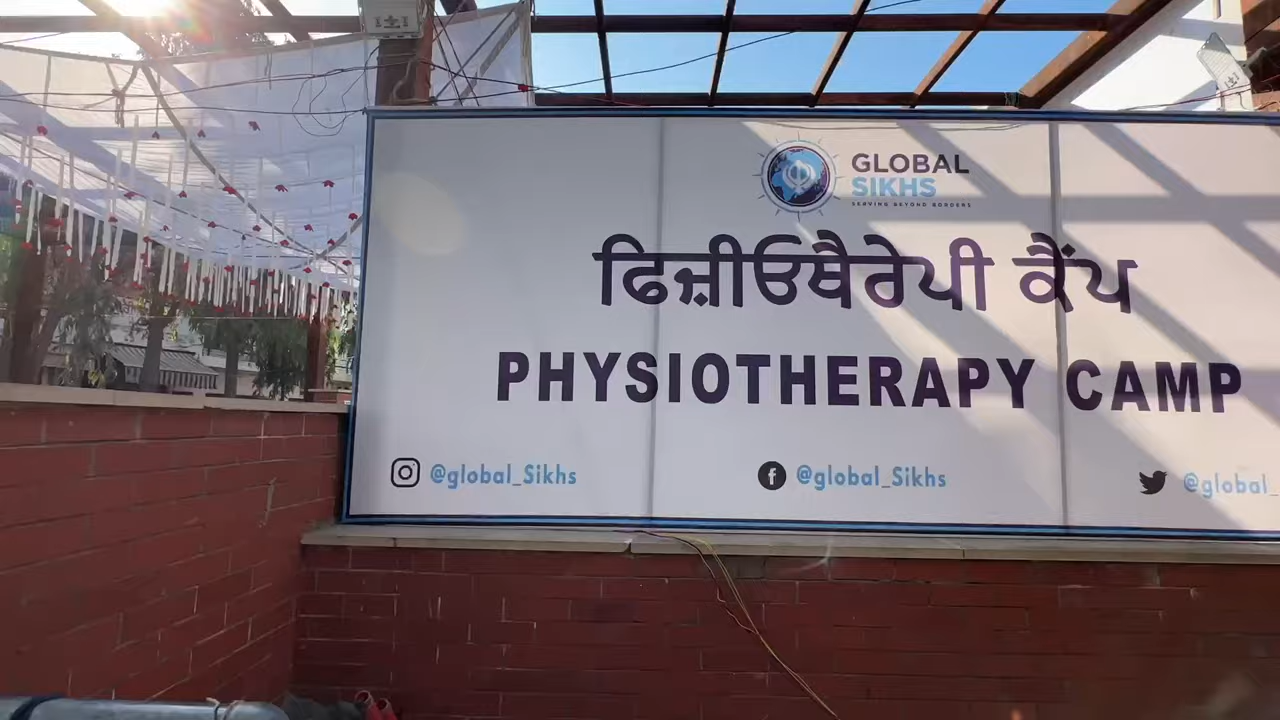 GLOBAL
SIKHS
SERVING BEYOND BORDERS
ਫਿਜ਼ੀਓਥੈਰੇਪੀ ਕੈਂਪ
PHYSIOTHERAPY CAMP
@global_Sikhs
@global_Sikhs
@global_